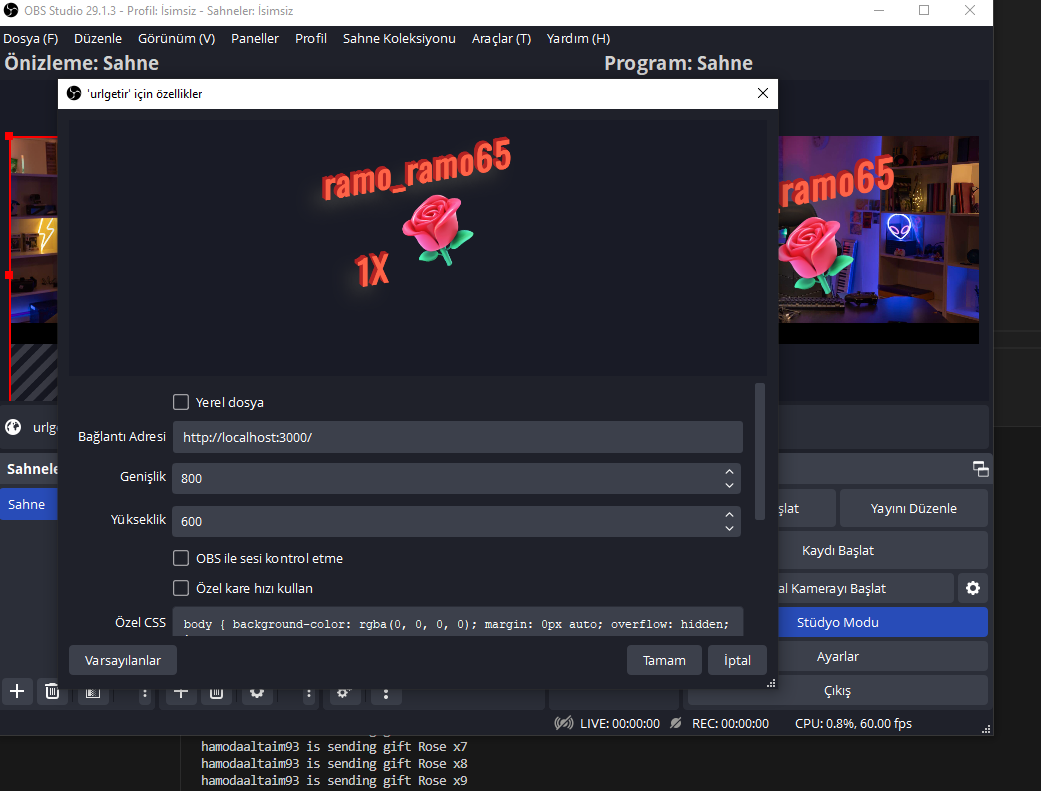 OBS Studio 29.1.3 - Profil: İsimsiz - Sahneler: İsimsiz
Dosya (F) Düzenle Görünüm (V) Paneller Profil Sahne Koleksiyonu Araçlar (T) Yardım (H)
Önizleme: Sahne Program: Sahne
'urlgetir' için özellikler
ramo_ramo65
ramo65
1X
Yerel dosya
Bağlantı Adresi http://localhost:3000/
urlge
Sahnele
Genişlik 800
Sahne
şlat Yayını Düzenle
Yükseklik 600
Kaydı Başlat
OBS ile sesi kontrol etme
Özel kare hızı kullan
al Kamerayı Başlat
Özel CSS body { background-color: rgba(0, 0, 0, 0); margin: 0px auto; overflow: hidden;
Stüdyo Modu
Varsayılanlar Tamam İptal
Ayarlar
Çıkış
LIVE: 00:00:00 REC: 00:00:00 CPU: 0.8%, 60.00 fps
hamodaaltaim93 is sending gift Rose x7
hamodaaltaim93 is sending gift Rose x8
hamodaaltaim93 is sending gift Rose x9